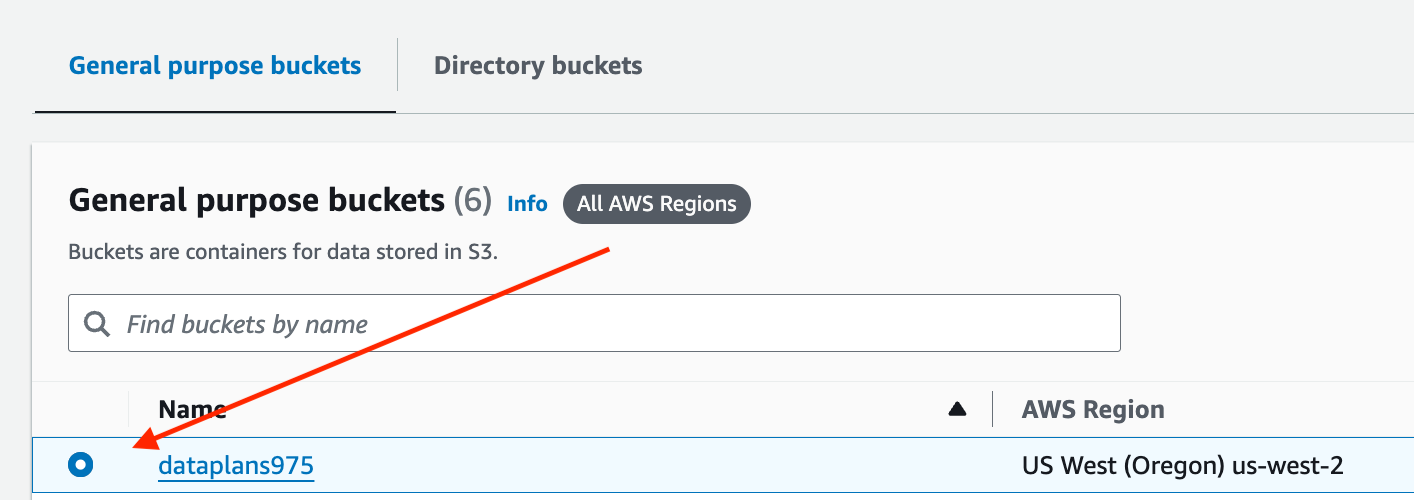 General purpose buckets
Directory buckets
General purpose buckets (6) Info All AWS Regions
Buckets are containers for data stored in S3.
Find buckets by name
Name AWS Region
dataplans975 US West (Oregon) us-west-2